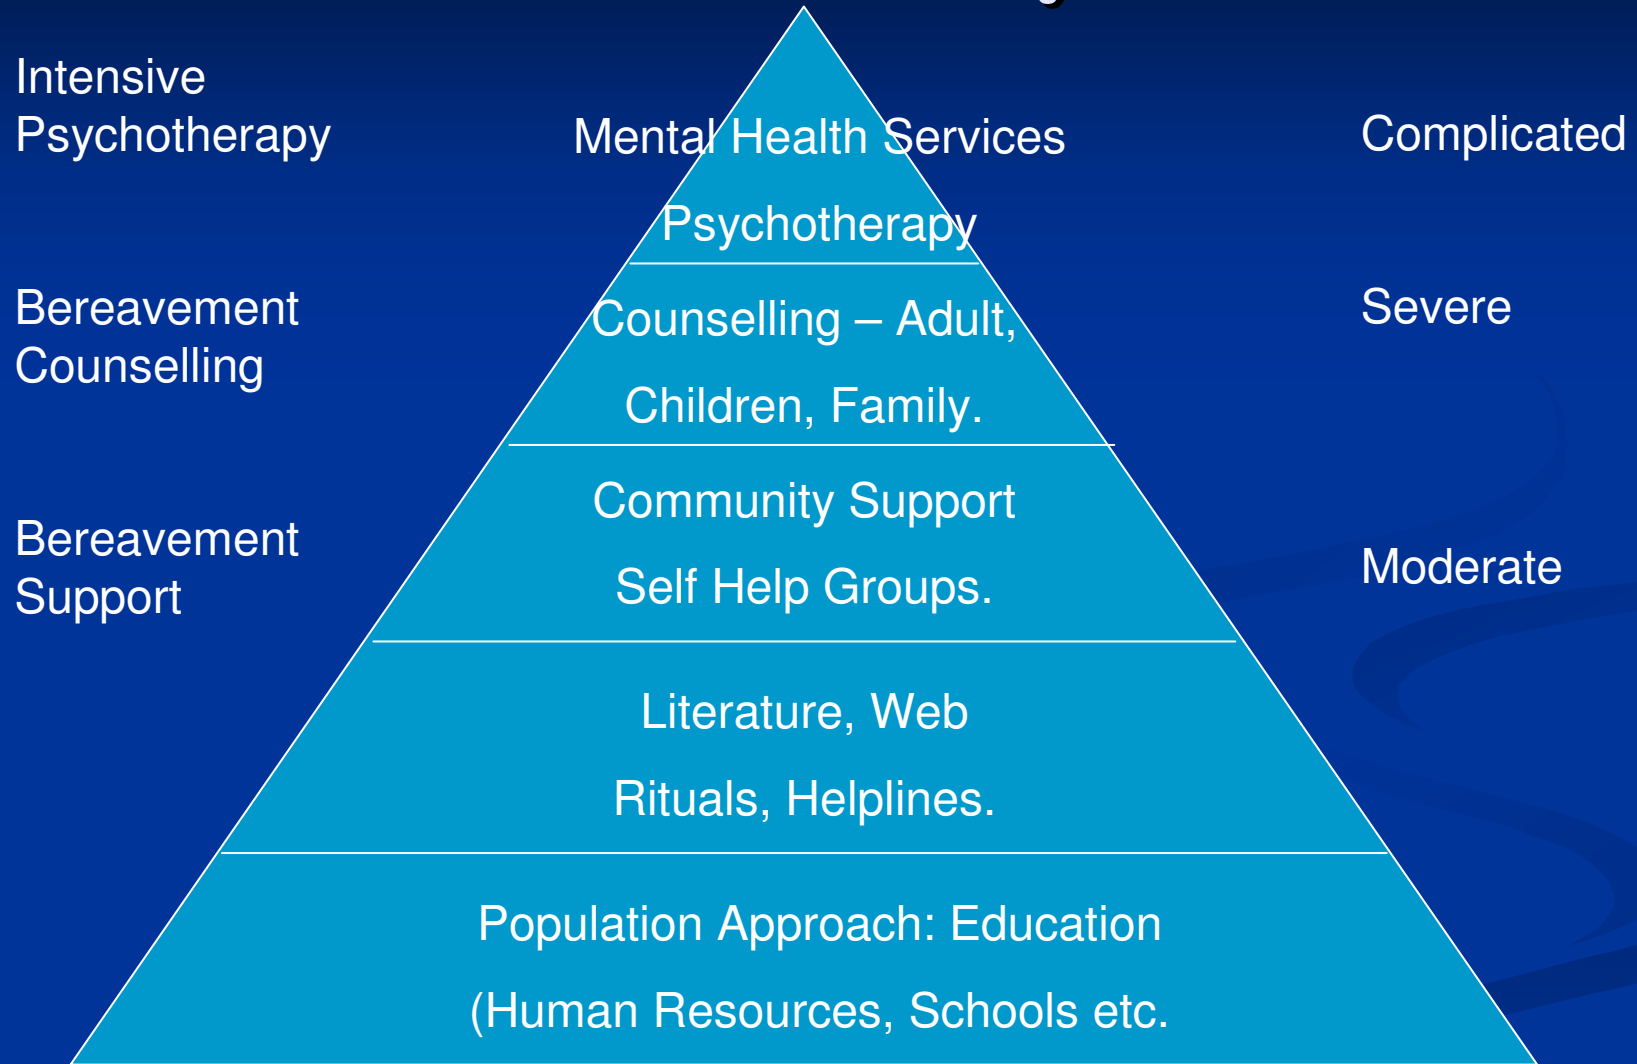 Intensive
Psychotherapy
Mental Health Services
Complicated
Psychotherapy
Bereavement
Counselling
Counselling – Adult,
Severe
Children, Family.
Community Support
Bereavement
Support
Self Help Groups.
Moderate
Literature, Web
Rituals, Helplines.
Population Approach: Education
(Human Resources, Schools etc.